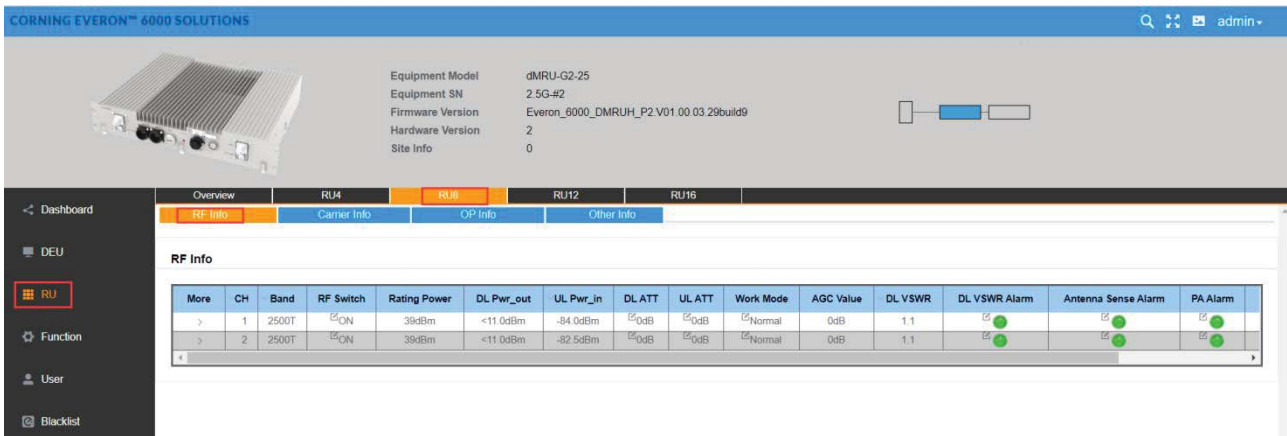 CORNING EVERON™ 6000 SOLUTIONS
admin
Equipment Model dMRU-G2-25
Equipment SN 2.5G-#2
Firmware Version Everon_6000_DMRUH_P2.V01.00.03.29build9
Hardware Version 2
Site Info 0
Overview RU4 RU8 RU12 RU16
Dashboard
RF Info Carrier Info OP Info Other Info
DEU
RF Info
RU
More CH Band RF Switch Rating Power DL Pwr_out UL Pwr_in DL ATT UL ATT Work Mode AGC Value DL VSWR DL VSWR Alarm Antenna Sense Alarm PA Alarm
> 1 2500T ON 39dBm <11.0dBm -84.0dBm 0dB 0dB Normal 0dB 1.1
> 2 2500T ON 39dBm <11.0dBm -82.5dBm 0dB 0dB Normal 0dB 1.1
Function
User
Blacklist